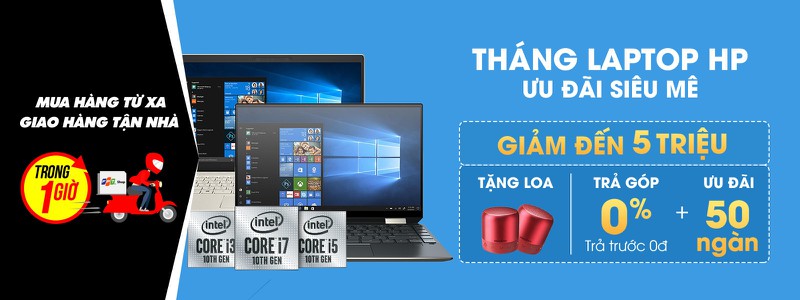 MUA HÀNG TỪ XA
GIAO HÀNG TẬN NHÀ
TRONG
1 GIỜ
FPT Shop
intel
CORE i3
10TH GEN
intel
CORE i7
10TH GEN
intel
CORE i5
10TH GEN
THÁNG LAPTOP HP
ƯU ĐÃI SIÊU MÊ
GIẢM ĐẾN 5 TRIỆU
TẶNG LOA
TRẢ GÓP
0%
Trả trước 0đ
+
ƯU ĐÃI
50
ngàn